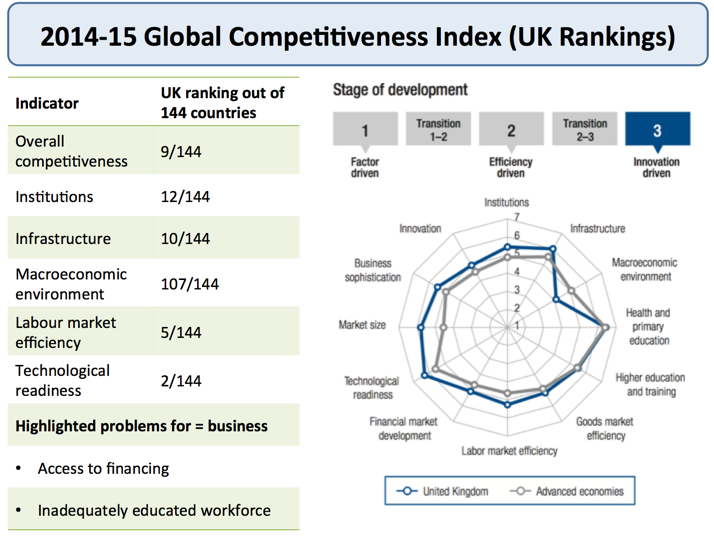 2014-15 Global Competitiveness Index (UK Rankings)
Indicator
UK ranking out of
144 countries
Overall
competitiveness
9/144
Institutions
12/144
Infrastructure
10/144
Macroeconomic
environment
107/144
Labour market
efficiency
5/144
Technological
readiness
2/144
Highlighted problems for = business
• Access to financing
• Inadequately educated workforce
Stage of development
1
Transition
1–2
2
Transition
2–3
3
Factor
driven
Efficiency
driven
Innovation
driven
Institutions
Infrastructure
Macroeconomic
environment
Health and
primary
education
Higher education
and training
Goods market
efficiency
Labor market efficiency
Financial market
development
Technological
readiness
Market size
Business
sophistication
Innovation
7
6
5
4
3
2
1
United Kingdom
Advanced economies